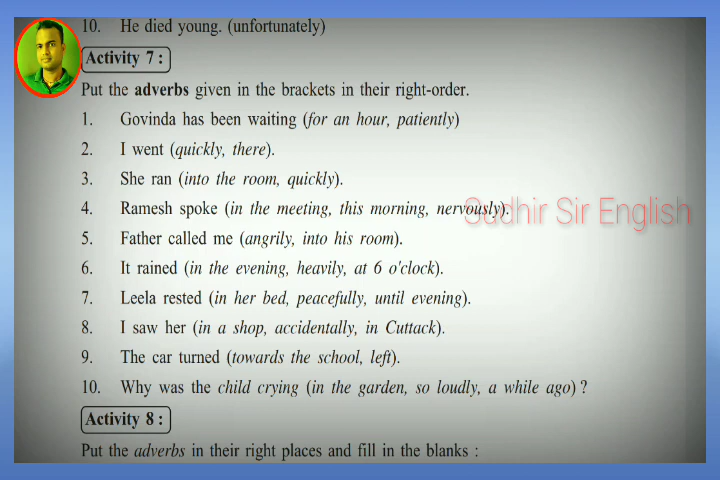 10. He died young. (unfortunately)
Activity 7 :
Put the adverbs given in the brackets in their right-order.
1. Govinda has been waiting (for an hour, patiently)
2. I went (quickly, there).
3. She ran (into the room, quickly).
4. Ramesh spoke (in the meeting, this morning, nervously).
Sudhir Sir English
5. Father called me (angrily, into his room).
6. It rained (in the evening, heavily, at 6 o'clock).
7. Leela rested (in her bed, peacefully, until evening).
8. I saw her (in a shop, accidentally, in Cuttack).
9. The car turned (towards the school, left).
10. Why was the child crying (in the garden, so loudly, a while ago) ?
Activity 8 :
Put the adverbs in their right places and fill in the blanks :